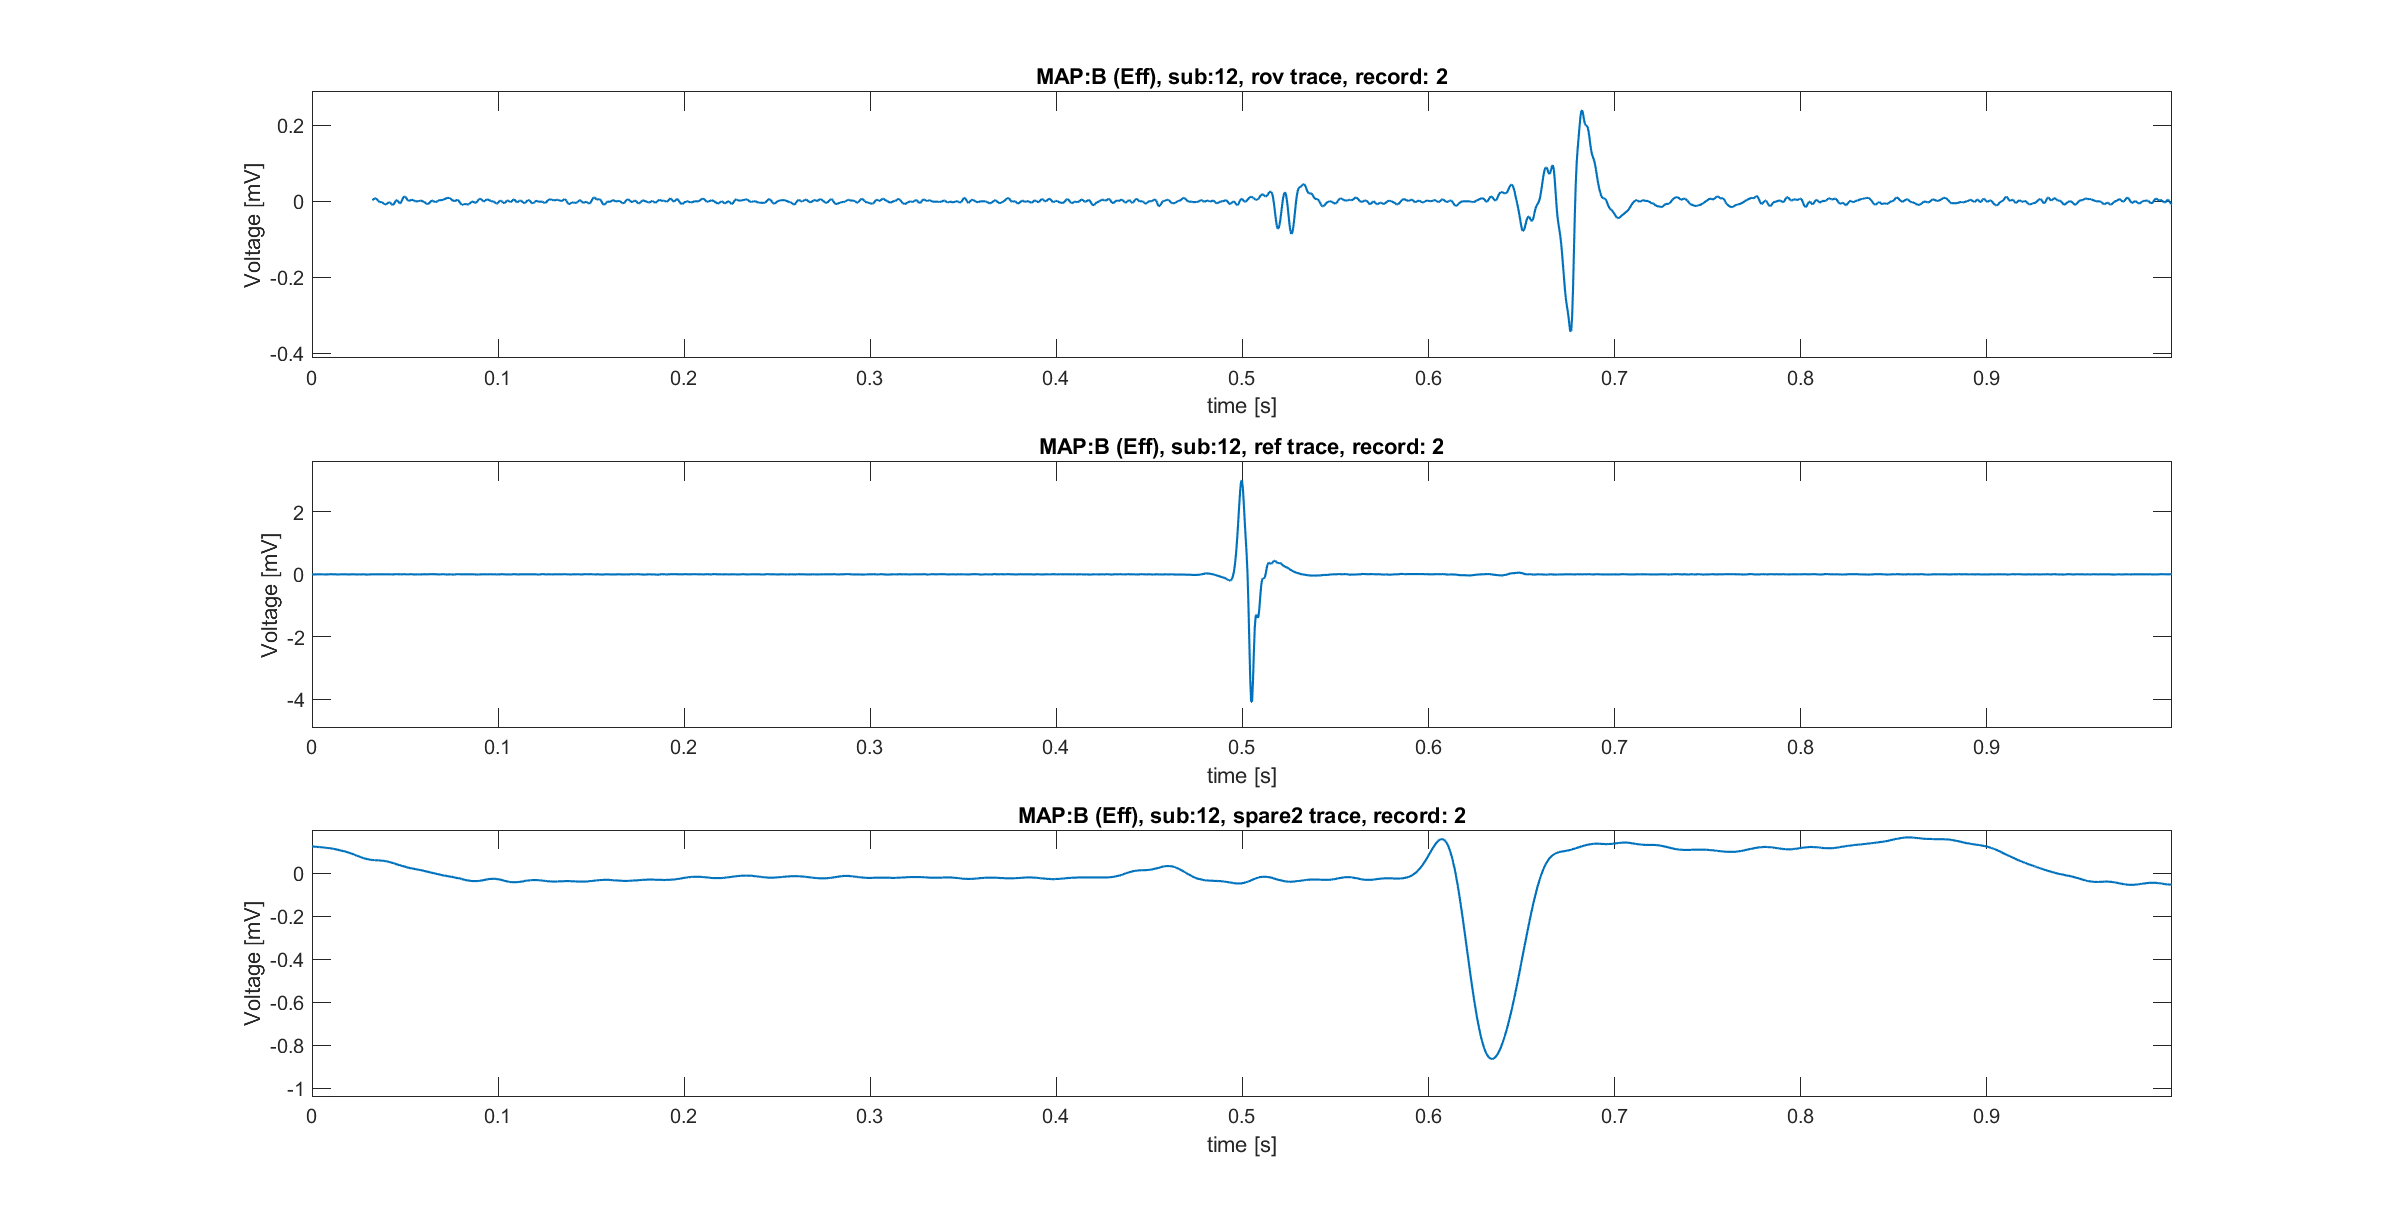 MAP:B (Eff), sub:12, rov trace, record: 2
0.2
0
-0.2
-0.4
Voltage [mV]
0 0.1 0.2 0.3 0.4 0.5 0.6 0.7 0.8 0.9
time [s]
MAP:B (Eff), sub:12, ref trace, record: 2
2
0
-2
-4
Voltage [mV]
0 0.1 0.2 0.3 0.4 0.5 0.6 0.7 0.8 0.9
time [s]
MAP:B (Eff), sub:12, spare2 trace, record: 2
0
-0.2
-0.4
-0.6
-0.8
-1
Voltage [mV]
0 0.1 0.2 0.3 0.4 0.5 0.6 0.7 0.8 0.9
time [s]